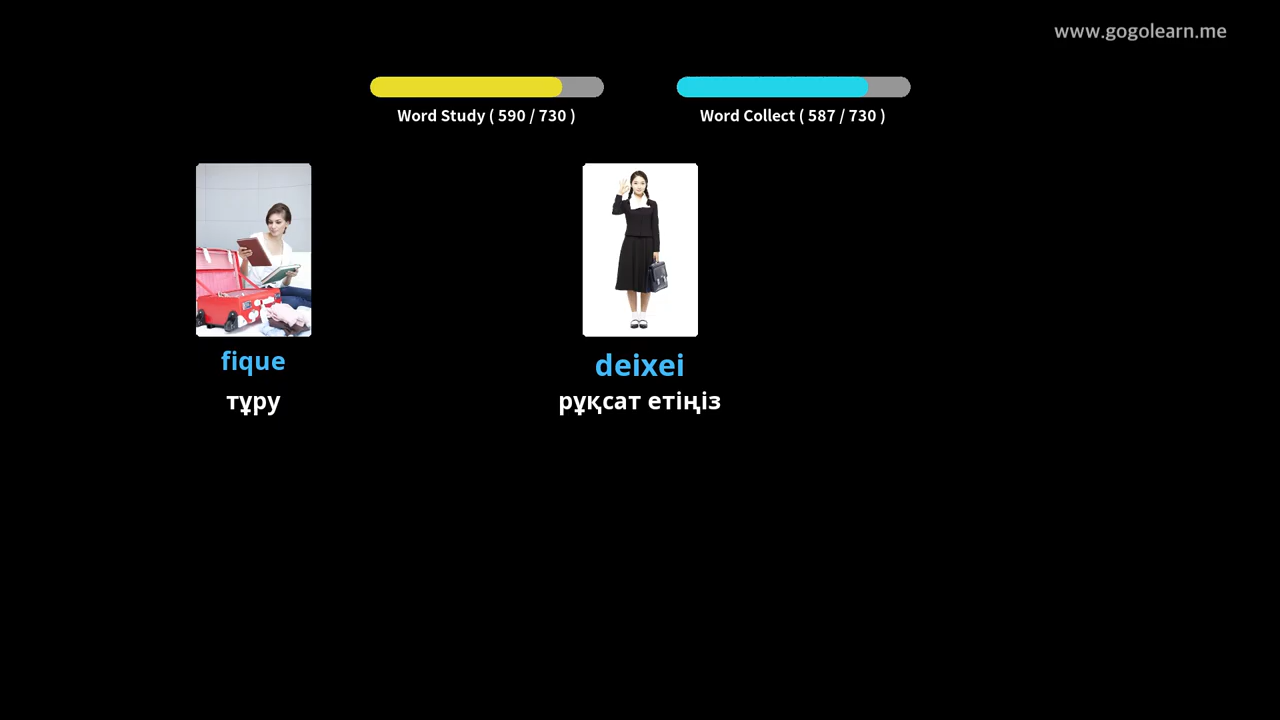 www.gogolearn.me
Word Study ( 590 / 730 )
Word Collect ( 587 / 730 )
fique
тұру
deixei
рұқсат етіңіз